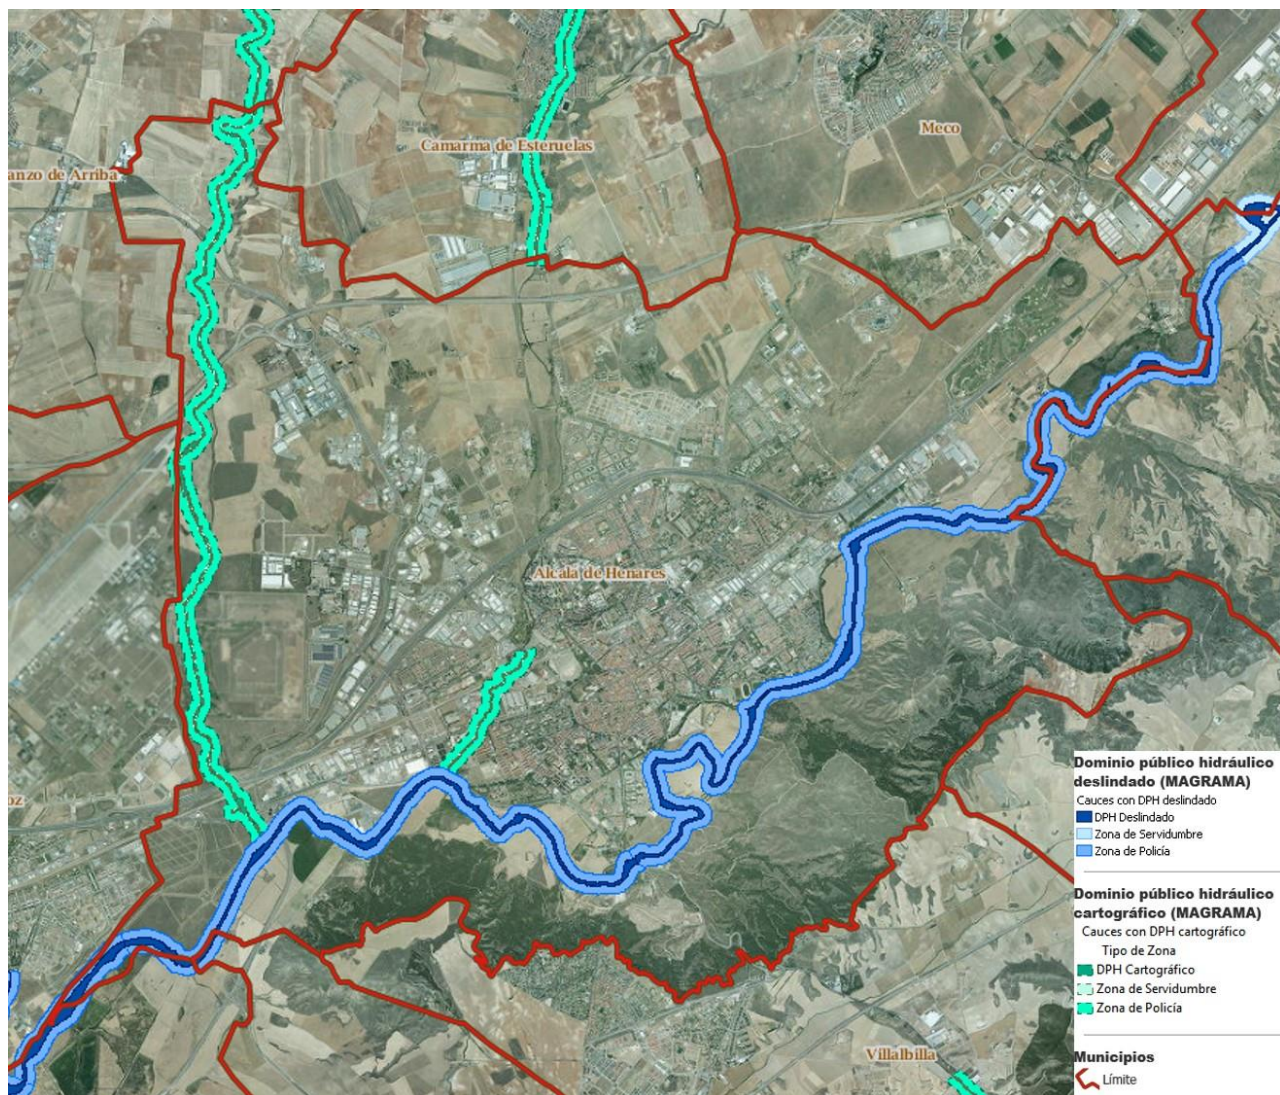 Meco
Camarma de Esteruelas
anzo de Arriba
Alcala de Henares
oz
Villalbilla
Dominio público hidráulico
deslindado (MAGRAMA)
Cauces con DPH deslindado
DPH Deslindado
Zona de Servidumbre
Zona de Policía
Dominio público hidráulico
cartográfico (MAGRAMA)
Cauces con DPH cartográfico
Tipo de Zona
DPH Cartográfico
Zona de Servidumbre
Zona de Policía
Municipios
Límite